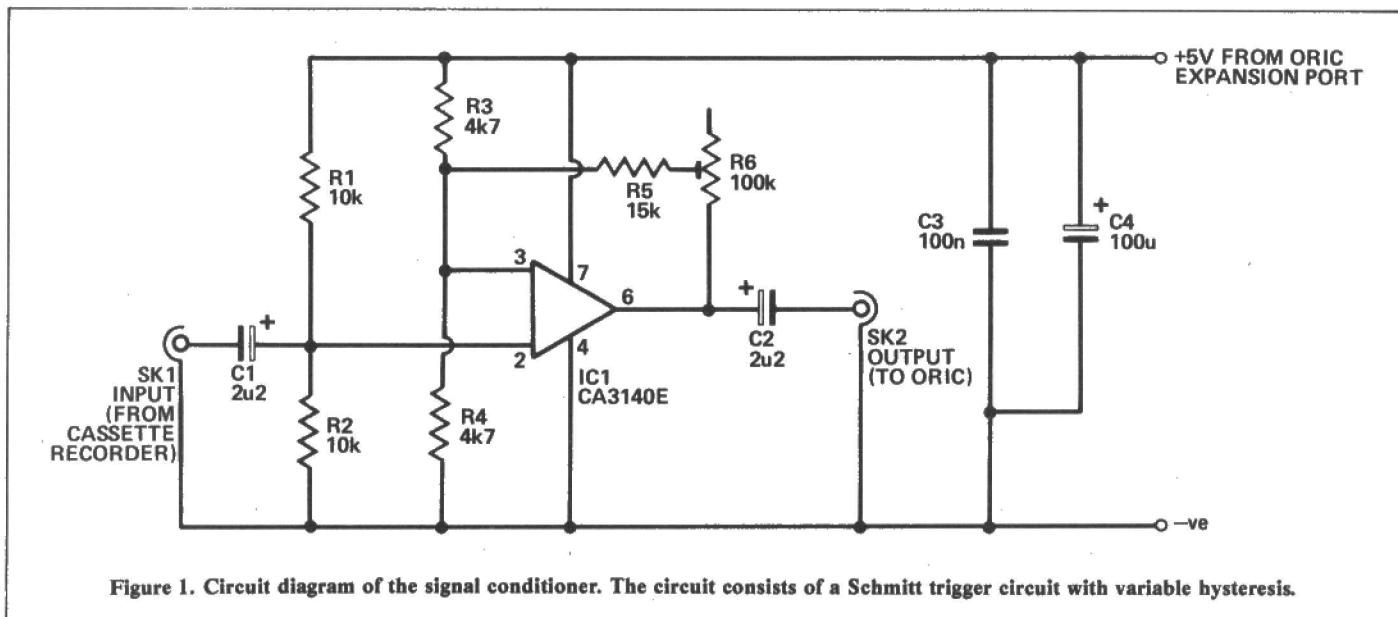 +5V FROM ORIC
EXPANSION PORT
R3
4k7
R6
100k
R1
10k
R5
15k
C3
100n
+
C4
100u
3
7
6
+
C2
2u2
SK2
OUTPUT
(TO ORIC)
+
2
4
SK1
INPUT
(FROM
CASSETTE
RECORDER)
C1
2u2
IC1
CA3140E
R2
10k
R4
4k7
–ve
Figure 1. Circuit diagram of the signal conditioner. The circuit consists of a Schmitt trigger circuit with variable hysteresis.